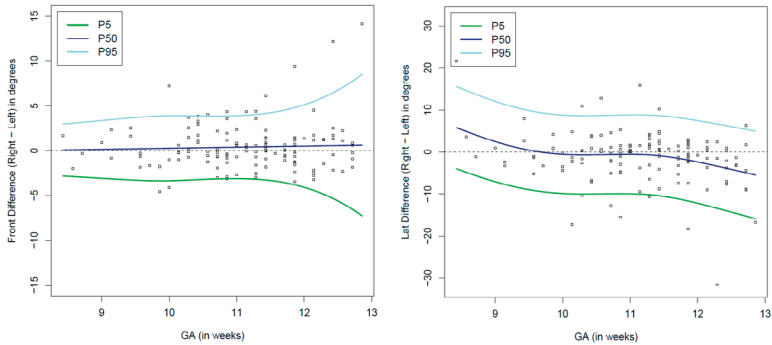 P5
P50
P95
15
10
5
0
−5
−10
−15
Front Difference (Right − Left) in degrees
9
10
11
12
13
GA (in weeks)
P5
P50
P95
30
20
10
0
−10
−20
−30
Lat Difference (Right − Left) in degrees
9
10
11
12
13
GA (in weeks)